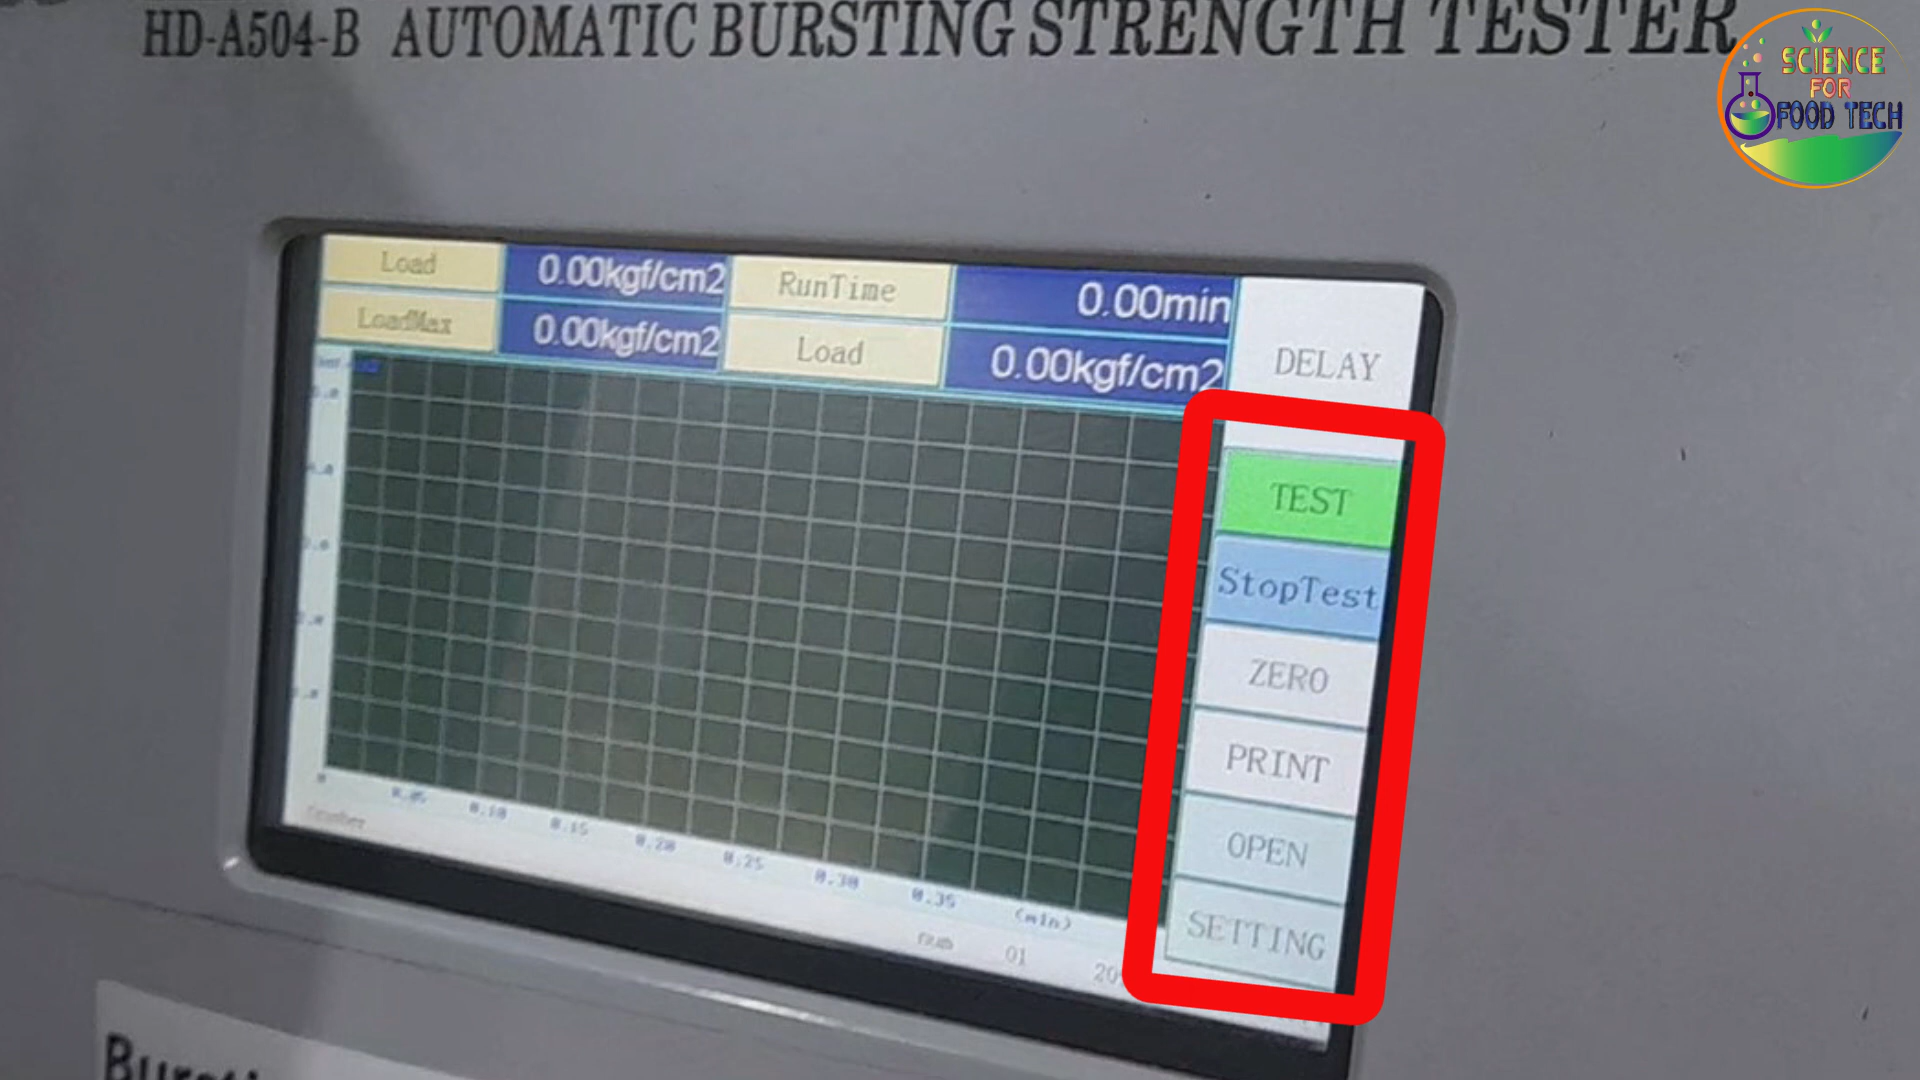 HD-A504-B AUTOMATIC BURSTING STRENGTH TESTER
SCIENCE
FOR
FOOD TECH
Load 0.00kgf/cm2 RunTime 0.00min
LoadMax 0.00kgf/cm2 Load 0.00kgf/cm2
DELAY
TEST
StopTest
ZERO
PRINT
OPEN
SETTING
0 0.05 0.10 0.15 0.20 0.25 0.30 0.35 (min)
num 01